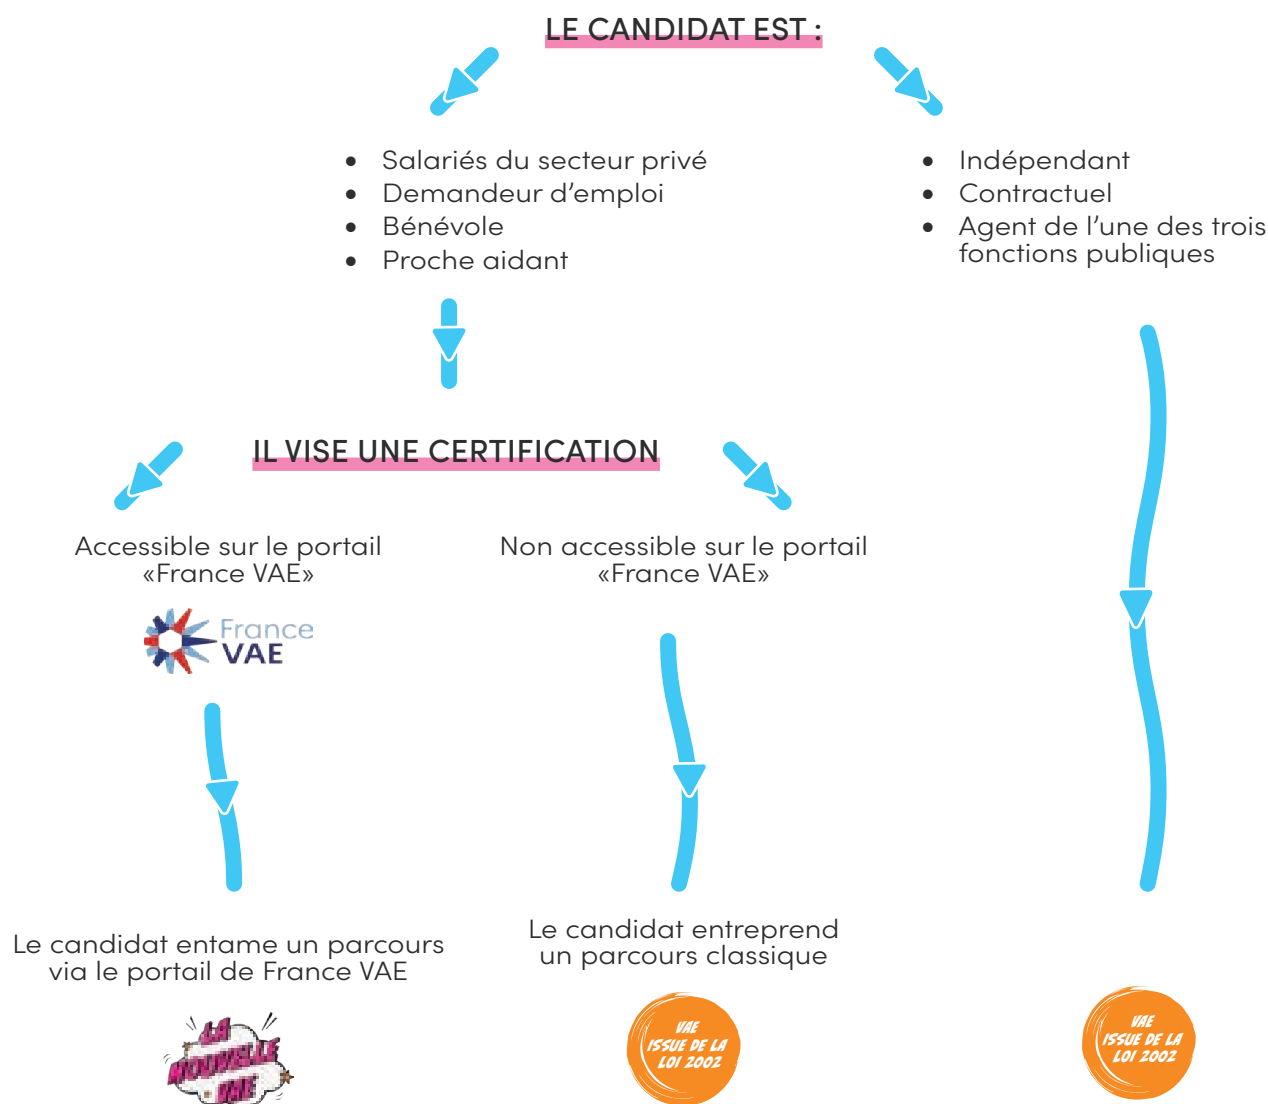 LE CANDIDAT EST :
• Salariés du secteur privé
• Demandeur d’emploi
• Bénévole
• Proche aidant
• Indépendant
• Contractuel
• Agent de l’une des trois
fonctions publiques
IL VISE UNE CERTIFICATION
Accessible sur le portail
«France VAE»
France
VAE
Non accessible sur le portail
«France VAE»
Le candidat entame un parcours
via le portail de France VAE
LA
NOUVELLE
VAE
Le candidat entreprend
un parcours classique
VAE
ISSUE DE LA
LOI 2002
VAE
ISSUE DE LA
LOI 2002